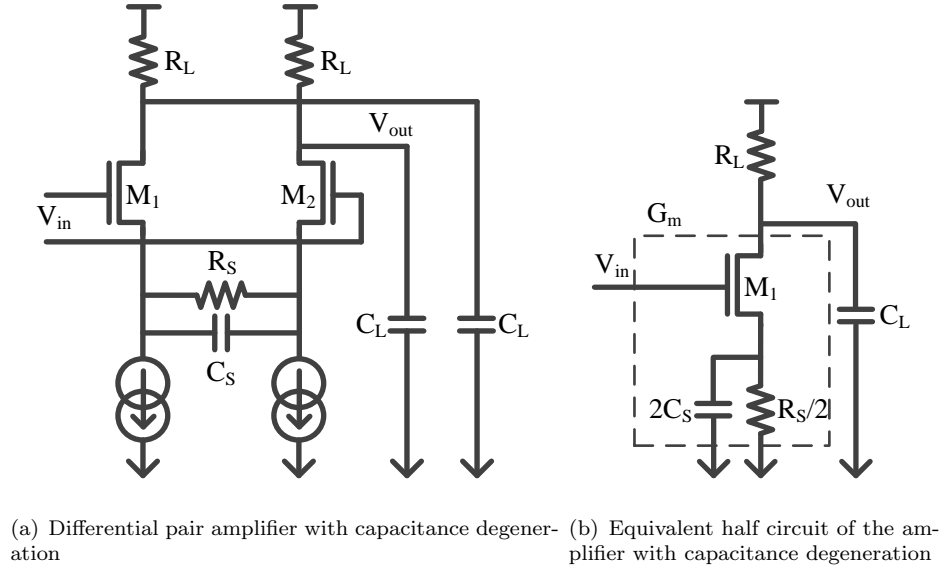 R_L
R_L
V_out
M_1
M_2
V_in
R_S
C_S
C_L
C_L
R_L
V_out
G_m
V_in
M_1
C_L
2C_S
R_S/2
(a) Differential pair amplifier with capacitance degener-
ation
(b) Equivalent half circuit of the am-
plifier with capacitance degeneration